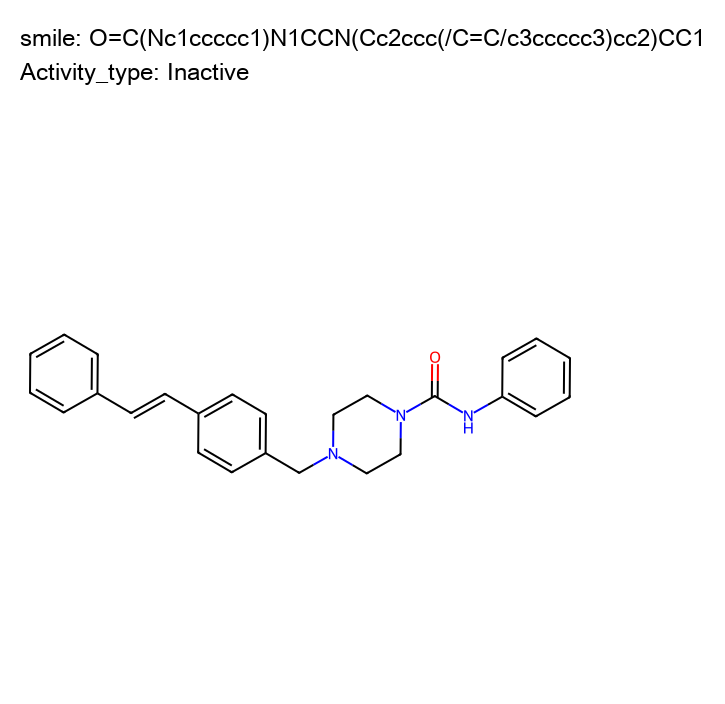 smile: O=C(Nc1ccccc1)N1CCN(Cc2ccc(/C=C/c3ccccc3)cc2)CC1
Activity_type: Inactive
O
N
N
H
N